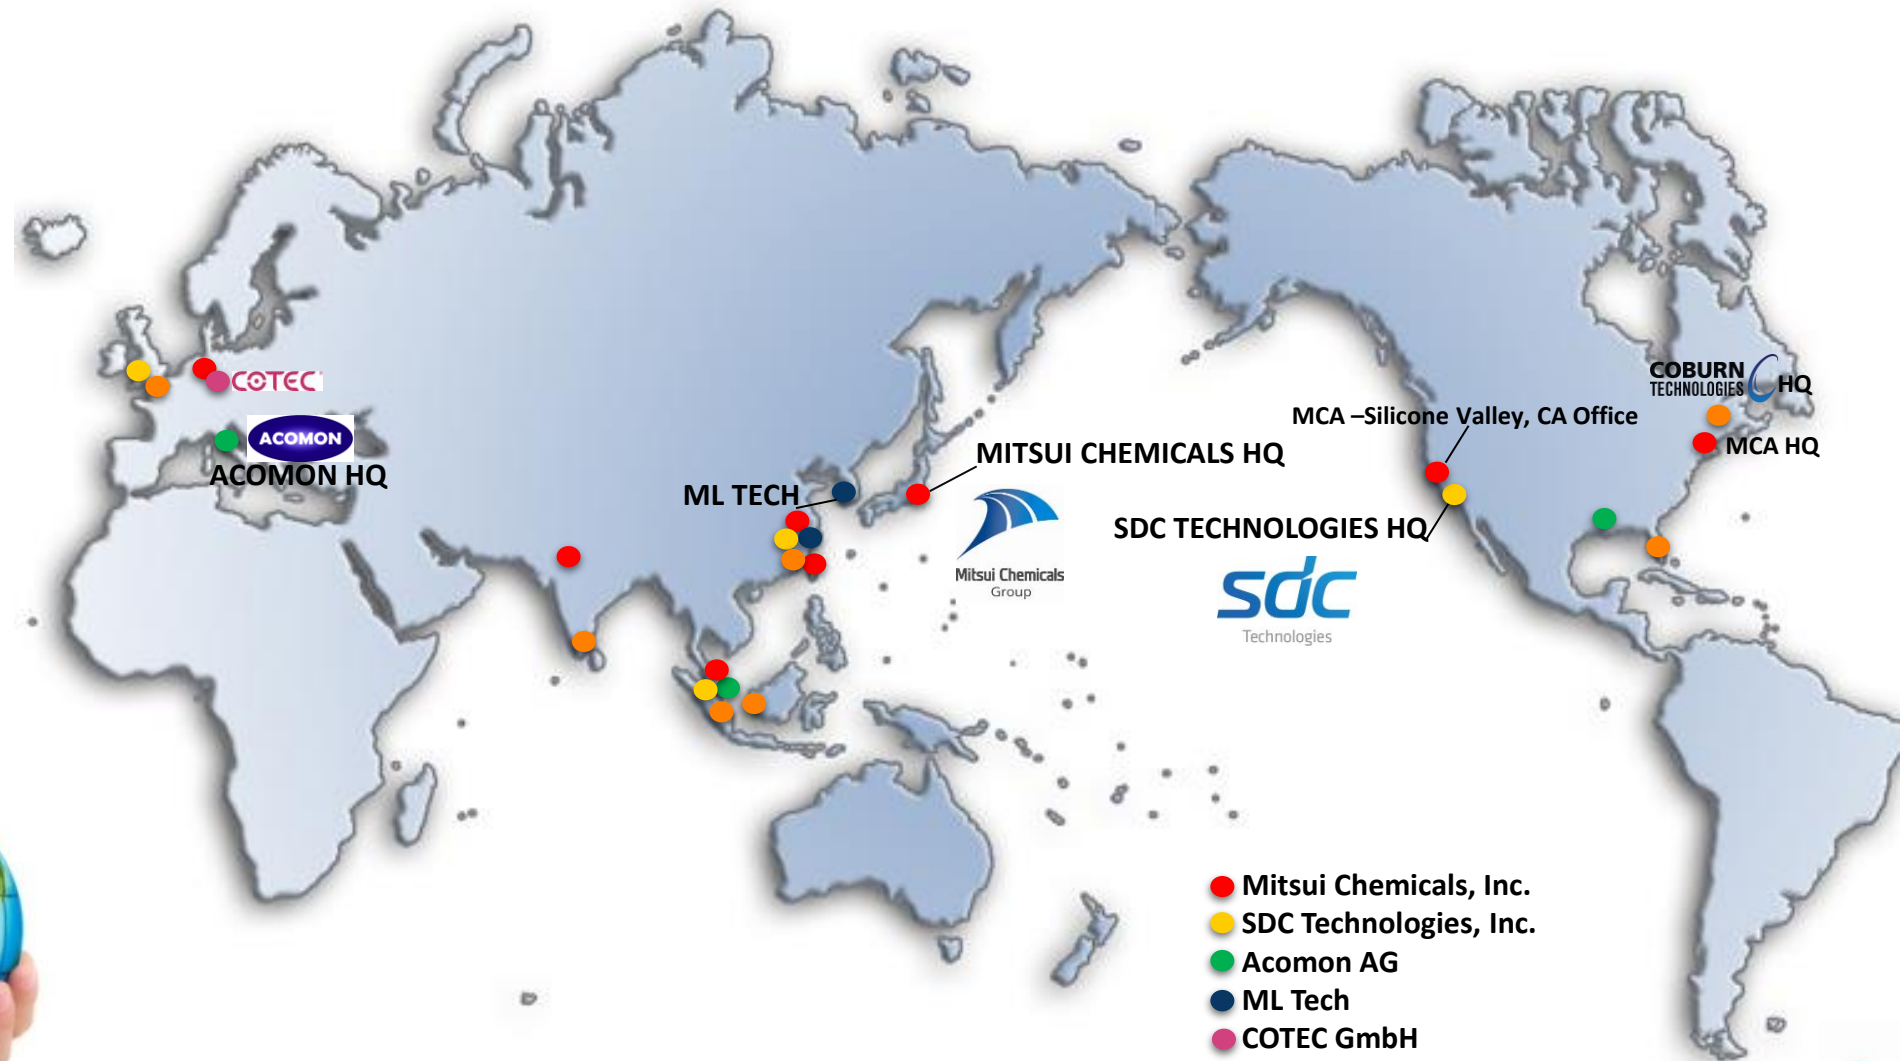 COTEC
ACOMON
ACOMON HQ
ML TECH
MITSUI CHEMICALS HQ
Mitsui Chemicals
Group
MCA –Silicone Valley, CA Office
SDC TECHNOLOGIES HQ
sdc
Technologies
COBURN
TECHNOLOGIES
HQ
MCA HQ
Mitsui Chemicals, Inc.
SDC Technologies, Inc.
Acomon AG
ML Tech
COTEC GmbH